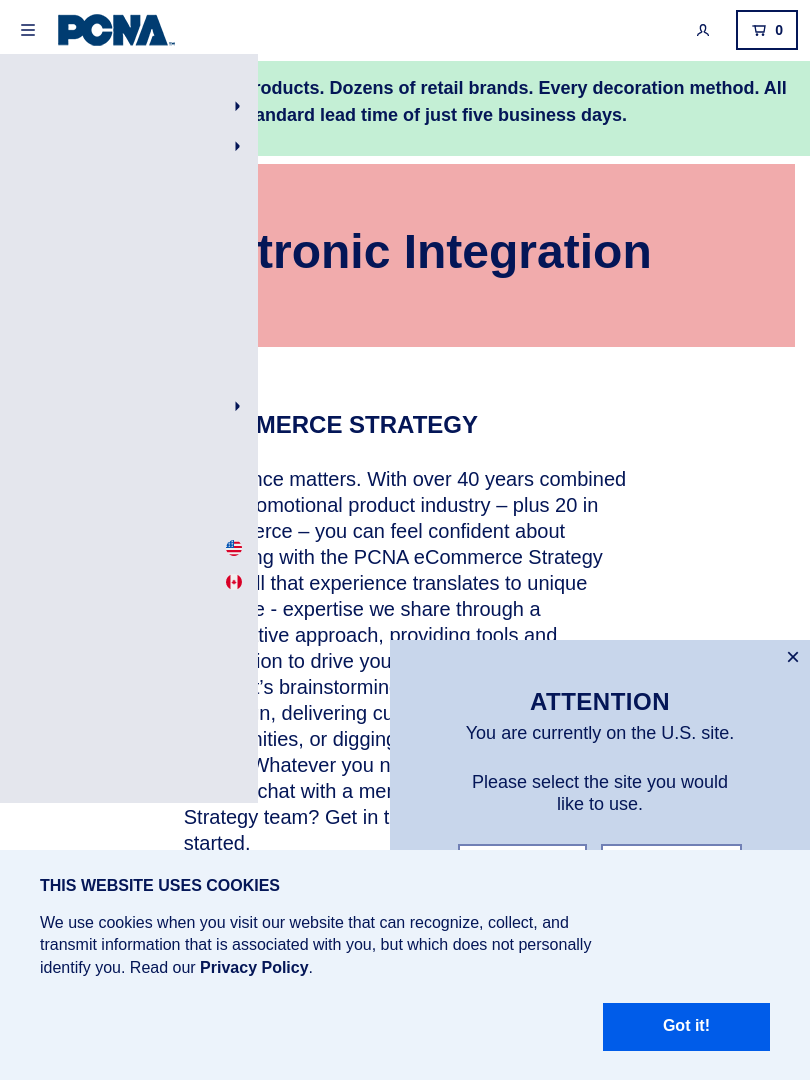 PCNA
0
roducts. Dozens of retail brands. Every decoration method. All
andard lead time of just five business days.
tronic Integration
MERCE STRATEGY
nce matters. With over 40 years combined
omotional product industry – plus 20 in
erce – you can feel confident about
ng with the PCNA eCommerce Strategy
ll that experience translates to unique
e - expertise we share through a
tive approach, providing tools and
ion to drive you
t’s brainstormin
n, delivering cu
nities, or digging
Whatever you n
chat with a mer
Strategy team? Get in t
started.
×
ATTENTION
You are currently on the U.S. site.
Please select the site you would
like to use.
THIS WEBSITE USES COOKIES
We use cookies when you visit our website that can recognize, collect, and
transmit information that is associated with you, but which does not personally
identify you. Read our Privacy Policy.
Got it!